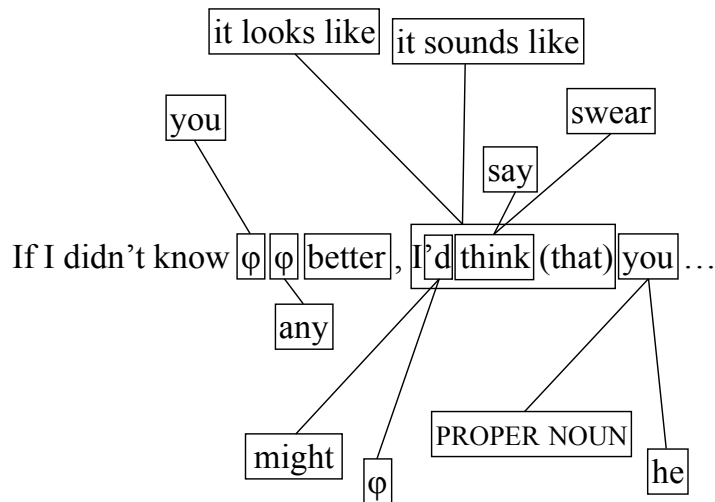 it looks like
it sounds like
you
swear
say
If I didn’t know φ φ better , I’d think (that) you …
any
might
φ
PROPER NOUN
he